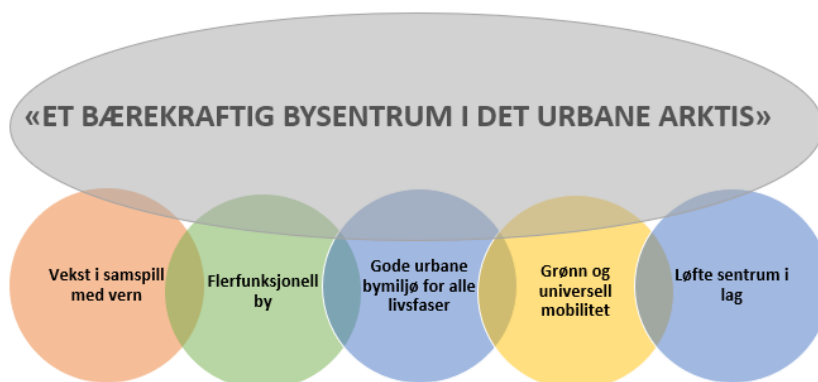 «ET BÆREKRAFTIG BYSENTRUM I DET URBANE ARKTIS»
Vekst i samspill
med vern
Flerfunksjonell
by
Gode urbane
bymiljø for alle
livsfaser
Grønn og
universell
mobilitet
Løfte sentrum i
lag